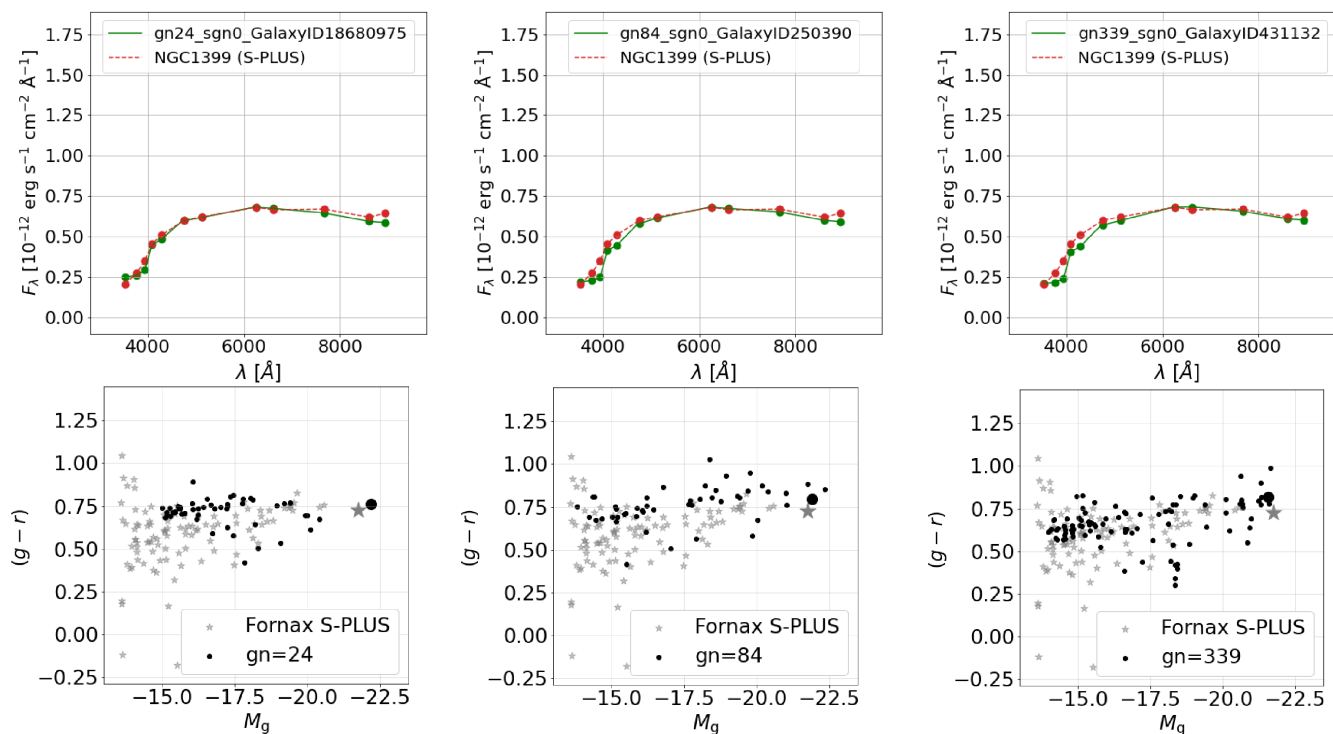 gn24_sgn0_GalaxyID18680975
NGC1399 (S-PLUS)
1.75
1.50
1.25
1.00
0.75
0.50
0.25
0.00
F_λ [10⁻¹² erg s⁻¹ cm⁻² Å⁻¹]
4000 6000 8000
λ [Å]
gn84_sgn0_GalaxyID250390
NGC1399 (S-PLUS)
1.75
1.50
1.25
1.00
0.75
0.50
0.25
0.00
F_λ [10⁻¹² erg s⁻¹ cm⁻² Å⁻¹]
4000 6000 8000
λ [Å]
gn339_sgn0_GalaxyID431132
NGC1399 (S-PLUS)
1.75
1.50
1.25
1.00
0.75
0.50
0.25
0.00
F_λ [10⁻¹² erg s⁻¹ cm⁻² Å⁻¹]
4000 6000 8000
λ [Å]
1.25
1.00
0.75
0.50
0.25
0.00
−0.25
(g − r)
Fornax S-PLUS
gn=24
−15.0 −17.5 −20.0 −22.5
M_g
1.25
1.00
0.75
0.50
0.25
0.00
−0.25
(g − r)
Fornax S-PLUS
gn=84
−15.0 −17.5 −20.0 −22.5
M_g
1.25
1.00
0.75
0.50
0.25
0.00
−0.25
(g − r)
Fornax S-PLUS
gn=339
−15.0 −17.5 −20.0 −22.5
M_g